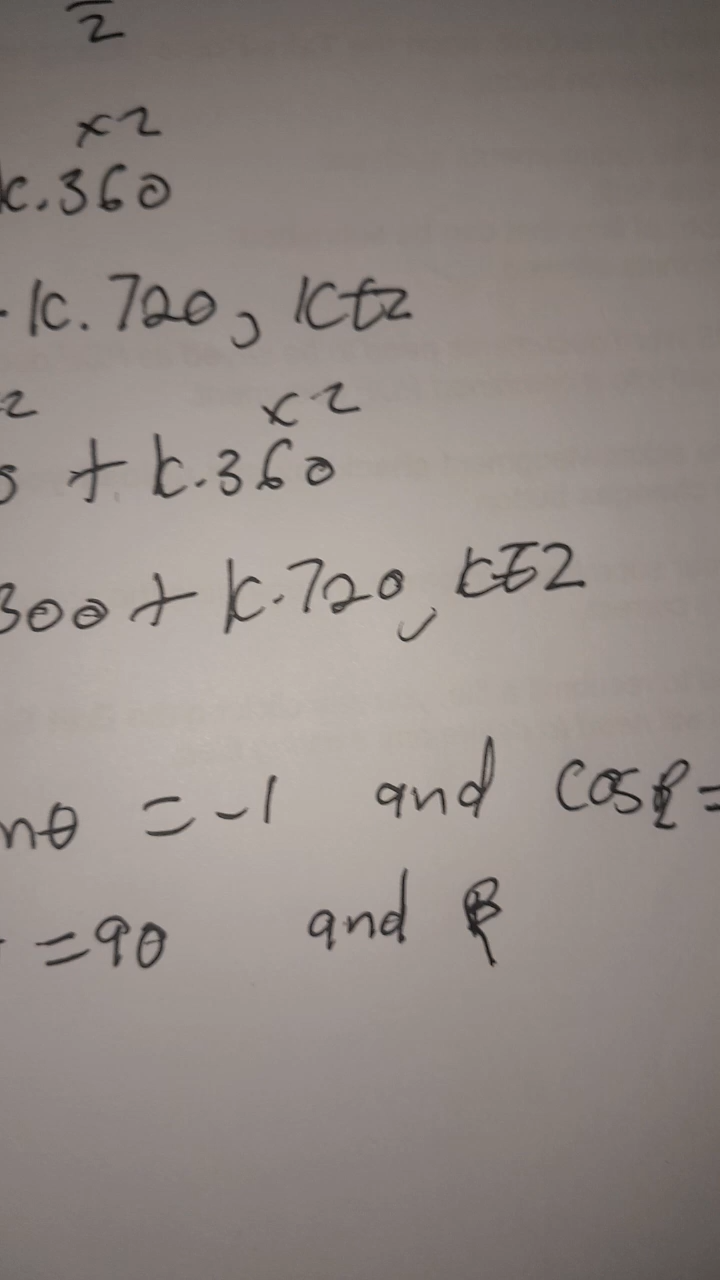 2
x2
k.360
k.720, k∈z
2
x2
+ k.360
300 + k.720, k∈Z
nθ = -1 and cosβ =
= 90 and β